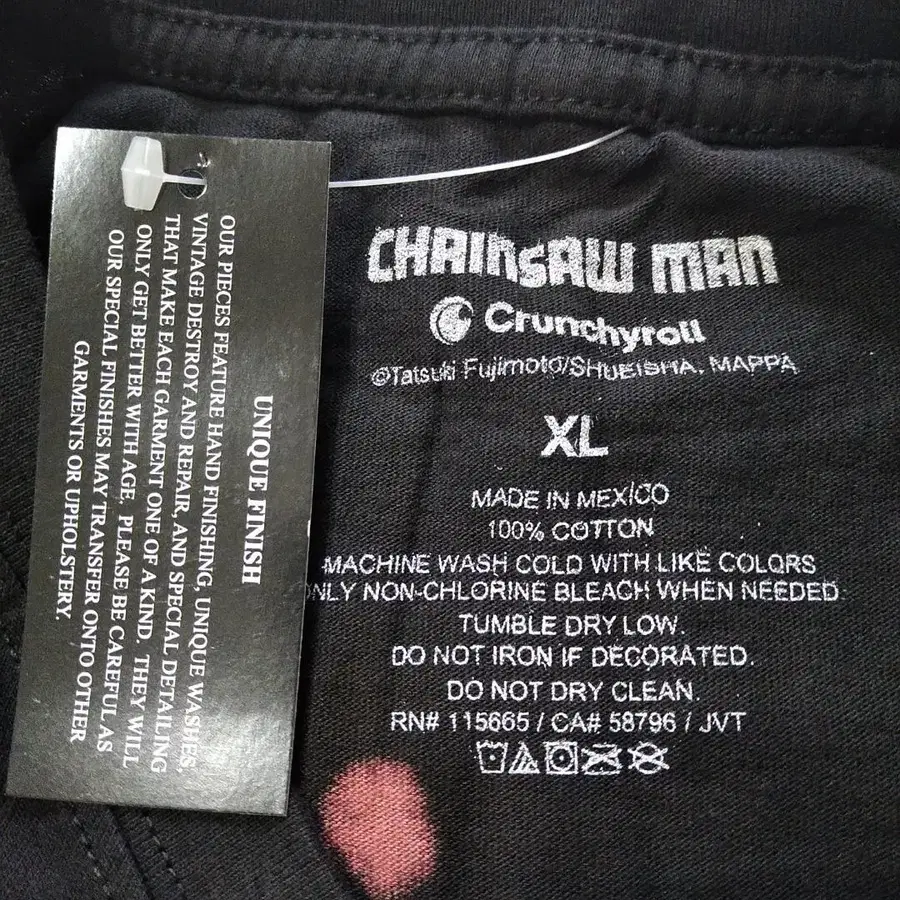 UNIQUE FINISH
OUR PIECES FEATURE HAND FINISHING, UNIQUE WASHES,
VINTAGE DESTROY AND REPAIR, AND SPECIAL DETAILING
THAT MAKE EACH GARMENT ONE OF A KIND. THEY WILL
ONLY GET BETTER WITH AGE. PLEASE BE CAREFUL AS
OUR SPECIAL FINISHES MAY TRANSFER ONTO OTHER
GARMENTS OR UPHOLSTERY.
CHAINSAW MAN
Crunchyroll
©Tatsuki Fujimoto/SHUEISHA, MAPPA
XL
MADE IN MEXICO
100% COTTON
MACHINE WASH COLD WITH LIKE COLORS
ONLY NON-CHLORINE BLEACH WHEN NEEDED.
TUMBLE DRY LOW.
DO NOT IRON IF DECORATED.
DO NOT DRY CLEAN.
RN# 115665 / CA# 58796 / JVT